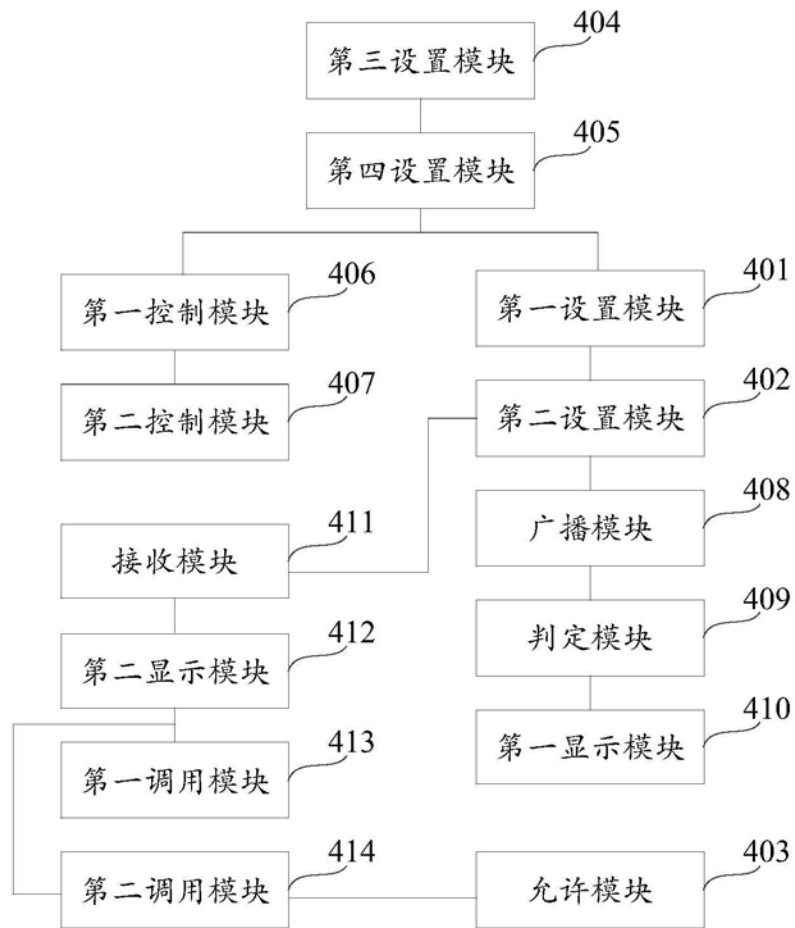 404
第三设置模块
405
第四设置模块
406
第一控制模块
401
第一设置模块
407
第二控制模块
402
第二设置模块
408
广播模块
411
接收模块
409
判定模块
412
第二显示模块
410
第一显示模块
413
第一调用模块
414
第二调用模块
403
允许模块